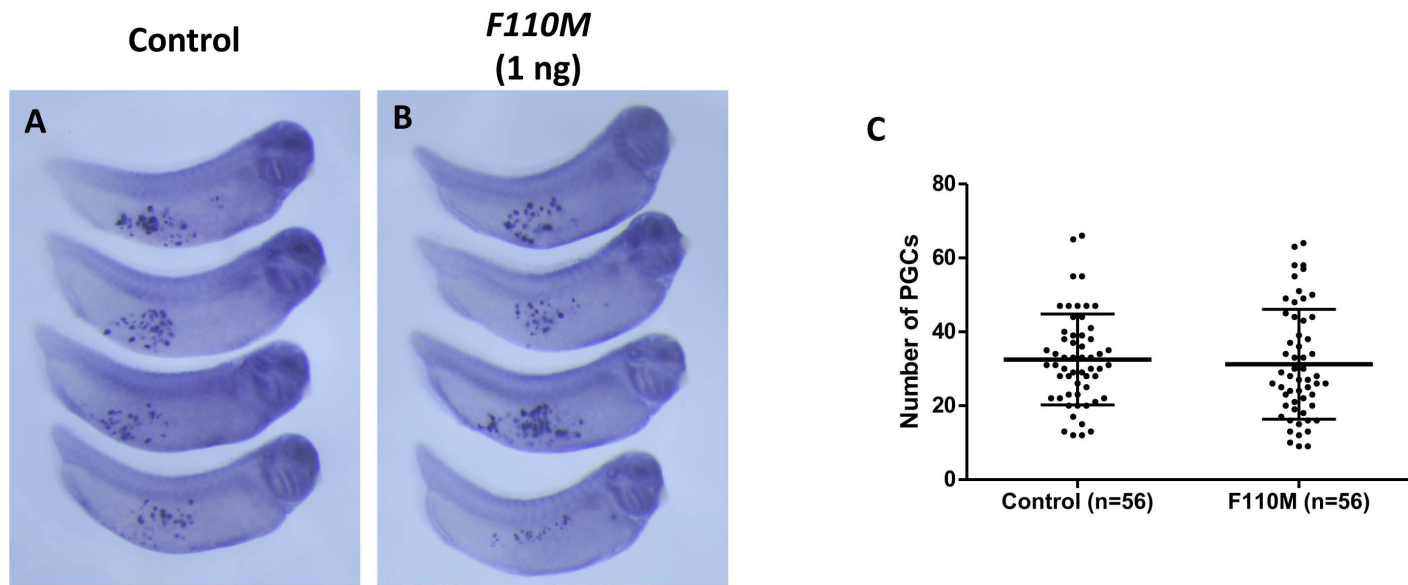 Control
F110M
(1 ng)
A
B
C
80
60
40
20
0
Number of PGCs
Control (n=56)
F110M (n=56)